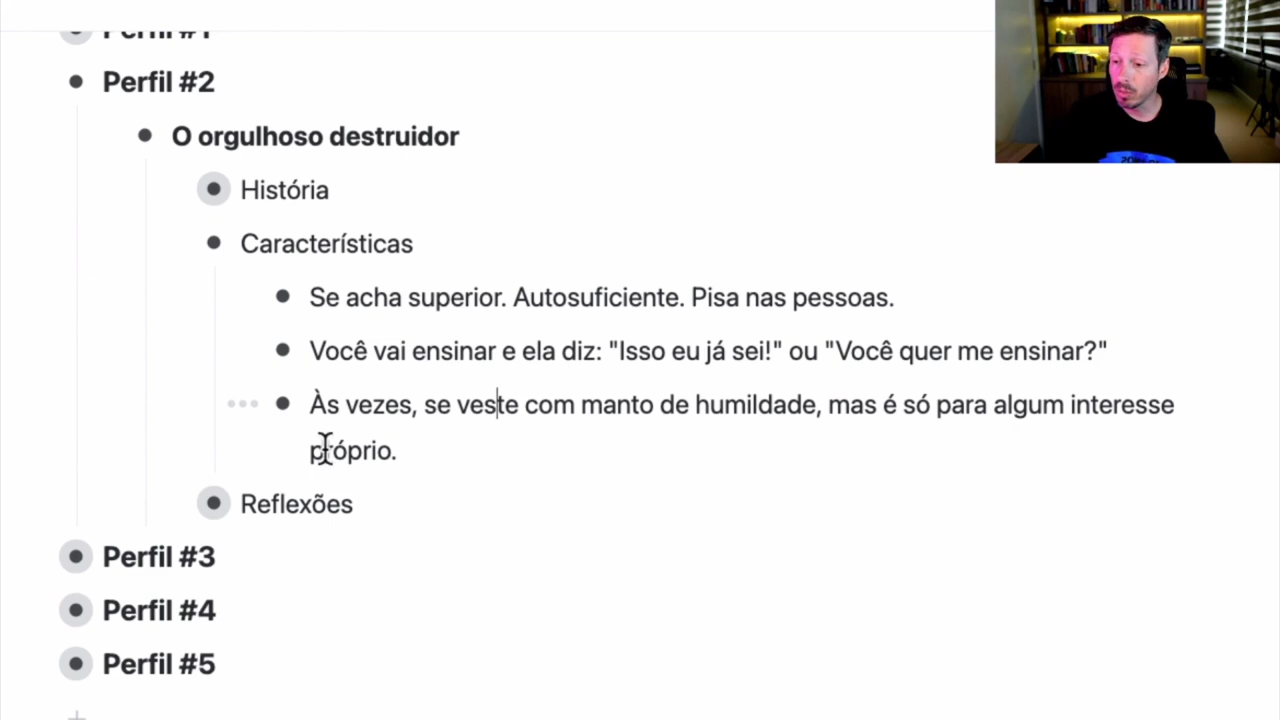 Perfil #1
Perfil #2
O orgulhoso destruidor
História
Características
Se acha superior. Autosuficiente. Pisa nas pessoas.
Você vai ensinar e ela diz: "Isso eu já sei!" ou "Você quer me ensinar?"
Às vezes, se veste com manto de humildade, mas é só para algum interesse
próprio.
Reflexões
Perfil #3
Perfil #4
Perfil #5